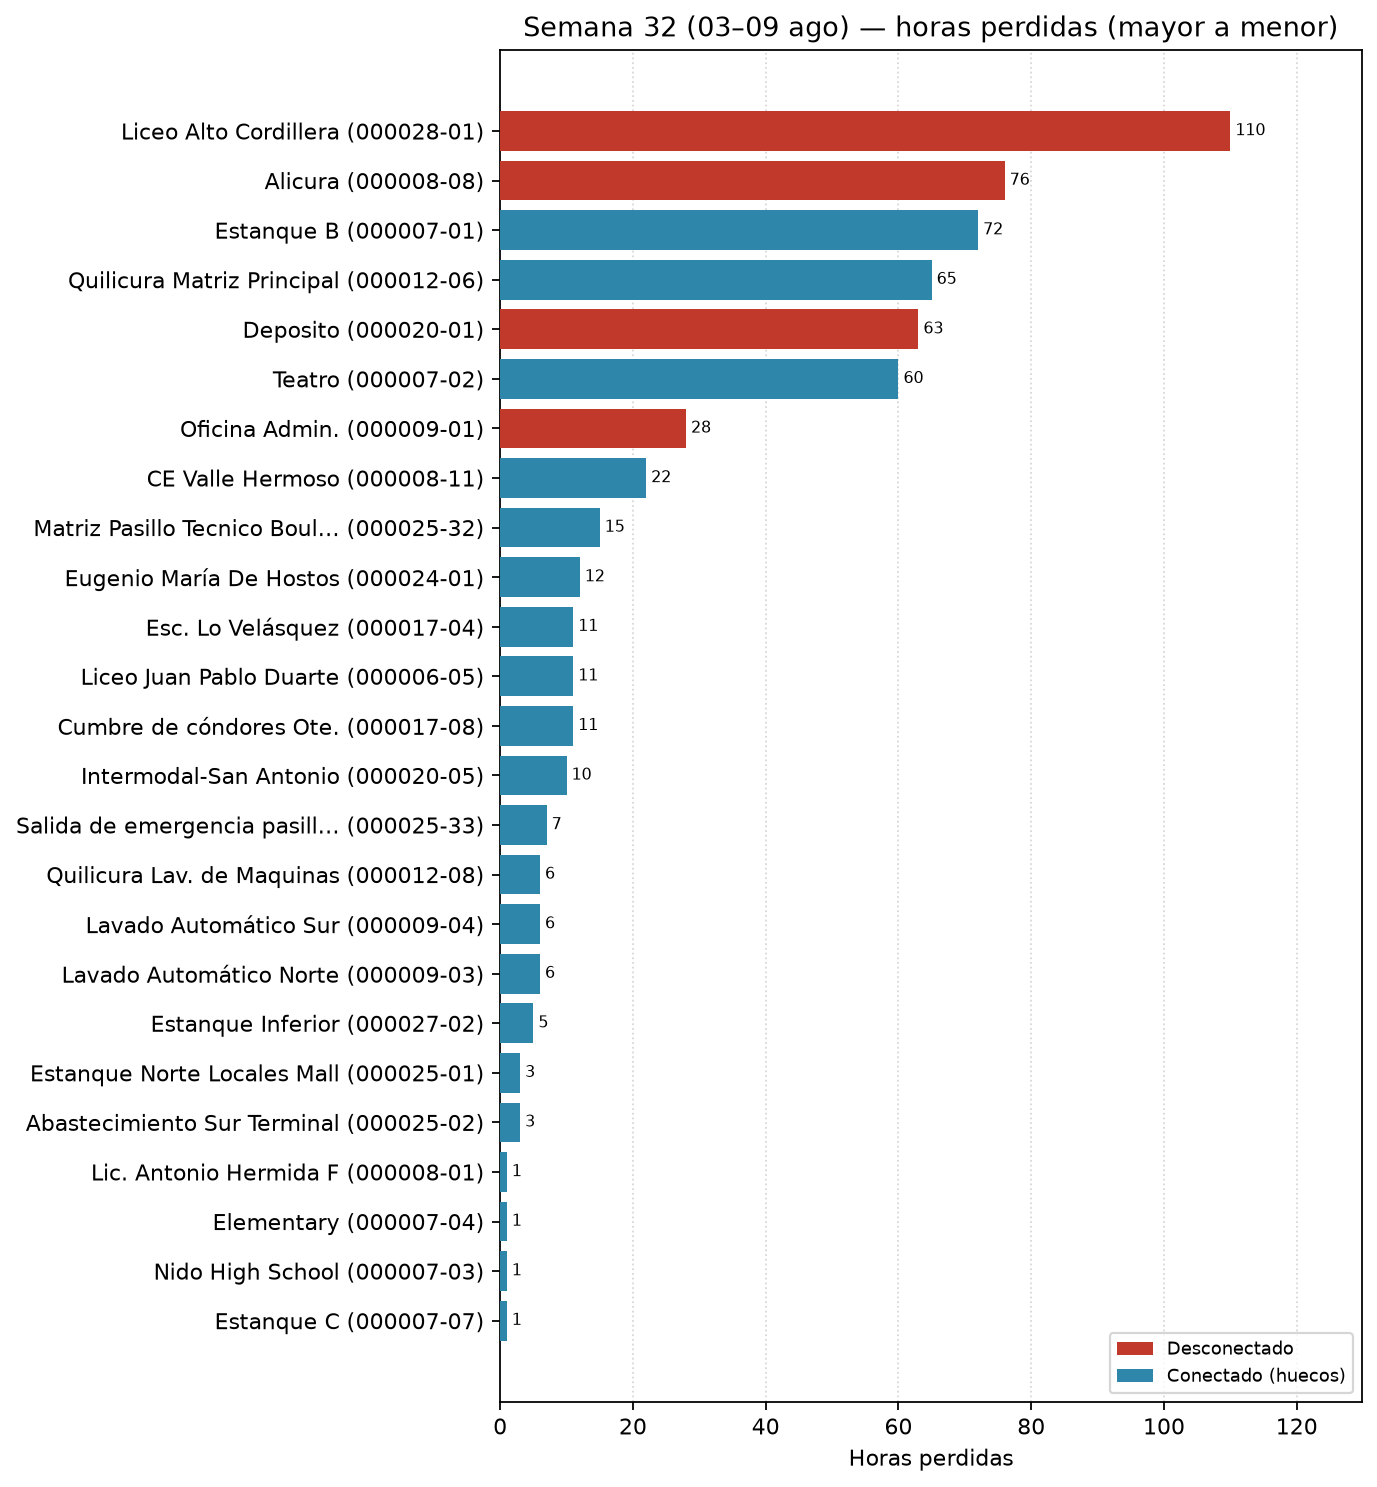 Semana 32 (03–09 ago) — horas perdidas (mayor a menor)
Liceo Alto Cordillera (000028-01) 110
Alicura (000008-08) 76
Estanque B (000007-01) 72
Quilicura Matriz Principal (000012-06) 65
Deposito (000020-01) 63
Teatro (000007-02) 60
Oficina Admin. (000009-01) 28
CE Valle Hermoso (000008-11) 22
Matriz Pasillo Tecnico Boul… (000025-32) 15
Eugenio María De Hostos (000024-01) 12
Esc. Lo Velásquez (000017-04) 11
Liceo Juan Pablo Duarte (000006-05) 11
Cumbre de cóndores Ote. (000017-08) 11
Intermodal-San Antonio (000020-05) 10
Salida de emergencia pasill… (000025-33) 7
Quilicura Lav. de Maquinas (000012-08) 6
Lavado Automático Sur (000009-04) 6
Lavado Automático Norte (000009-03) 6
Estanque Inferior (000027-02) 5
Estanque Norte Locales Mall (000025-01) 3
Abastecimiento Sur Terminal (000025-02) 3
Lic. Antonio Hermida F (000008-01) 1
Elementary (000007-04) 1
Nido High School (000007-03) 1
Estanque C (000007-07) 1
Desconectado
Conectado (huecos)
0 20 40 60 80 100 120
Horas perdidas